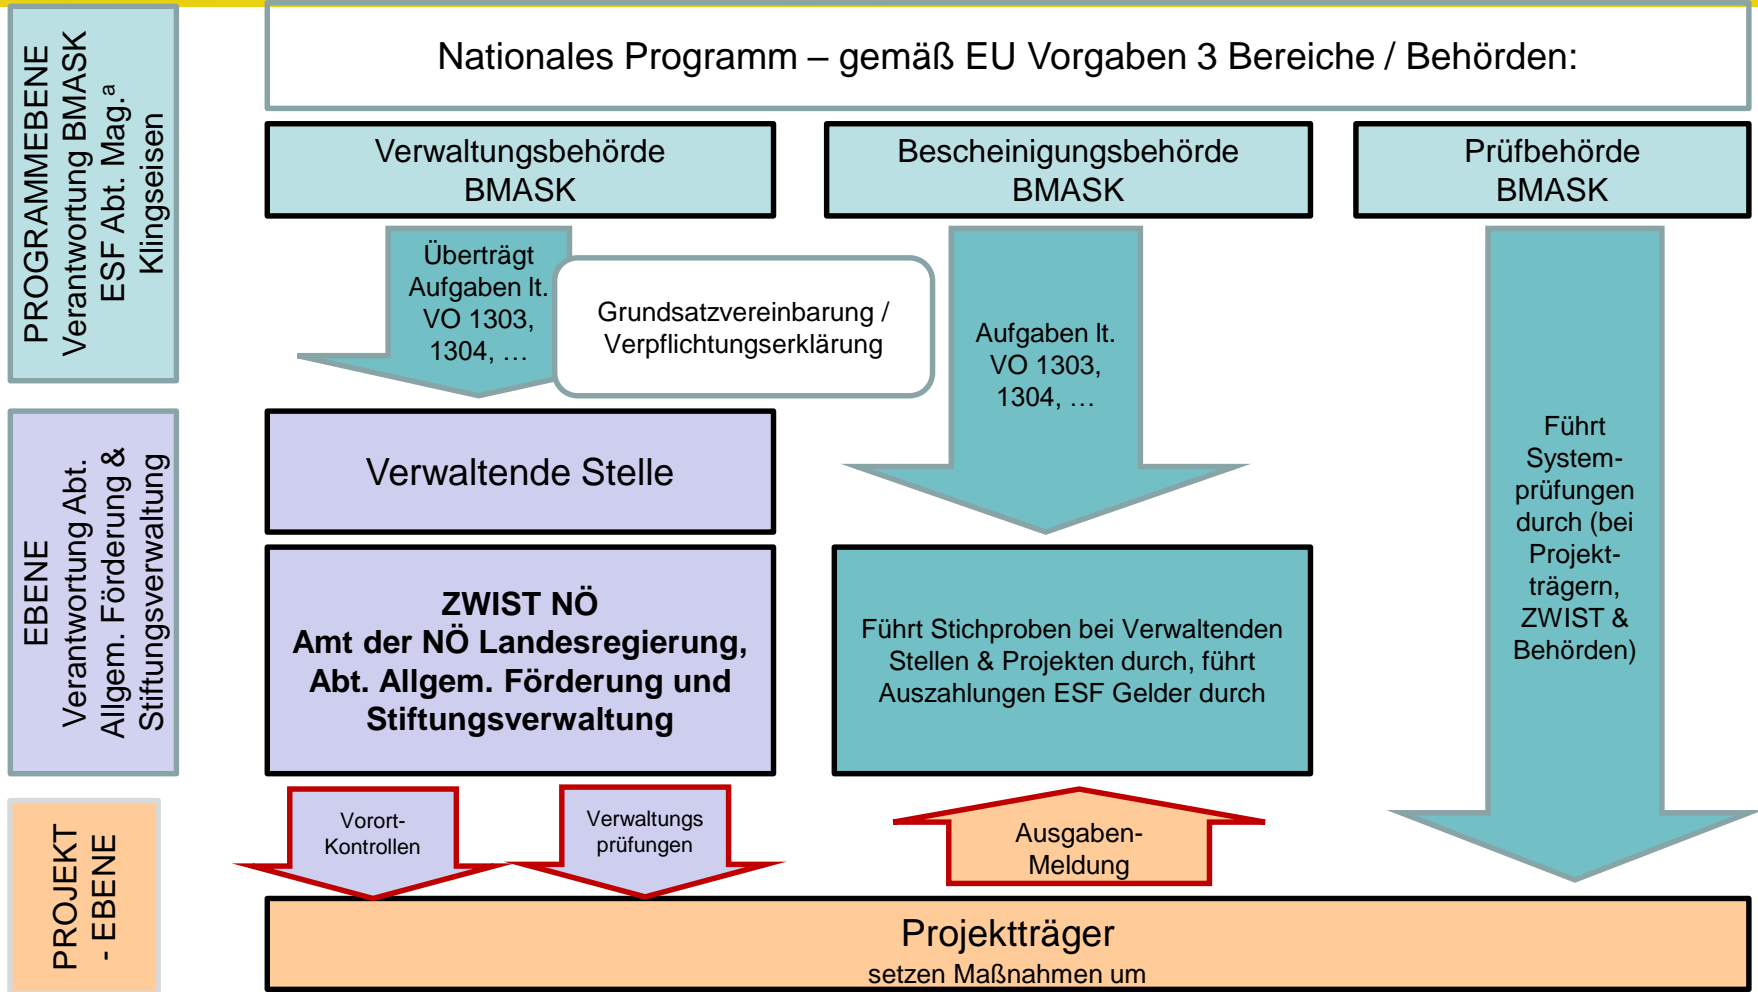 Nationales Programm – gemäß EU Vorgaben 3 Bereiche / Behörden:
PROGRAMMEBENE
Verantwortung BMASK
ESF Abt. Mag.ᵃ
Klingseisen
Verwaltungsbehörde
BMASK
Bescheinigungsbehörde
BMASK
Prüfbehörde
BMASK
Überträgt
Aufgaben lt.
VO 1303,
1304, …
Grundsatzvereinbarung /
Verpflichtungserklärung
Aufgaben lt.
VO 1303,
1304, …
Führt
System-
prüfungen
durch (bei
Projekt-
trägern,
ZWIST &
Behörden)
EBENE
Verantwortung Abt.
Allgem. Förderung &
Stiftungsverwaltung
Verwaltende Stelle
ZWIST NÖ
Amt der NÖ Landesregierung,
Abt. Allgem. Förderung und
Stiftungsverwaltung
Führt Stichproben bei Verwaltenden
Stellen & Projekten durch, führt
Auszahlungen ESF Gelder durch
PROJEKT
- EBENE
Vorort-
Kontrollen
Verwaltungs
prüfungen
Ausgaben-
Meldung
Projektträger
setzen Maßnahmen um